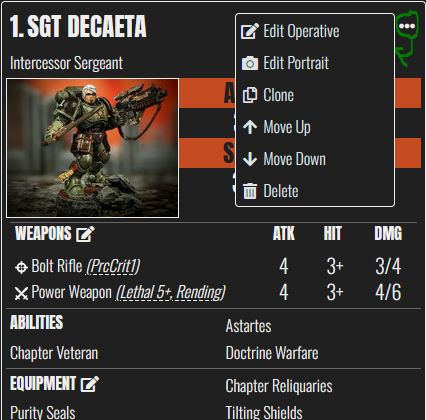 1. SGT DECAETA
Intercessor Sergeant
Edit Operative
Edit Portrait
Clone
Move Up
Move Down
Delete
WEAPONS ATK HIT DMG
Bolt Rifle (PrcCrit1) 4 3+ 3/4
Power Weapon (Lethal 5+, Rending) 4 3+ 4/6
ABILITIES
Astartes
Chapter Veteran Doctrine Warfare
EQUIPMENT
Chapter Reliquaries
Purity Seals Tilting Shields